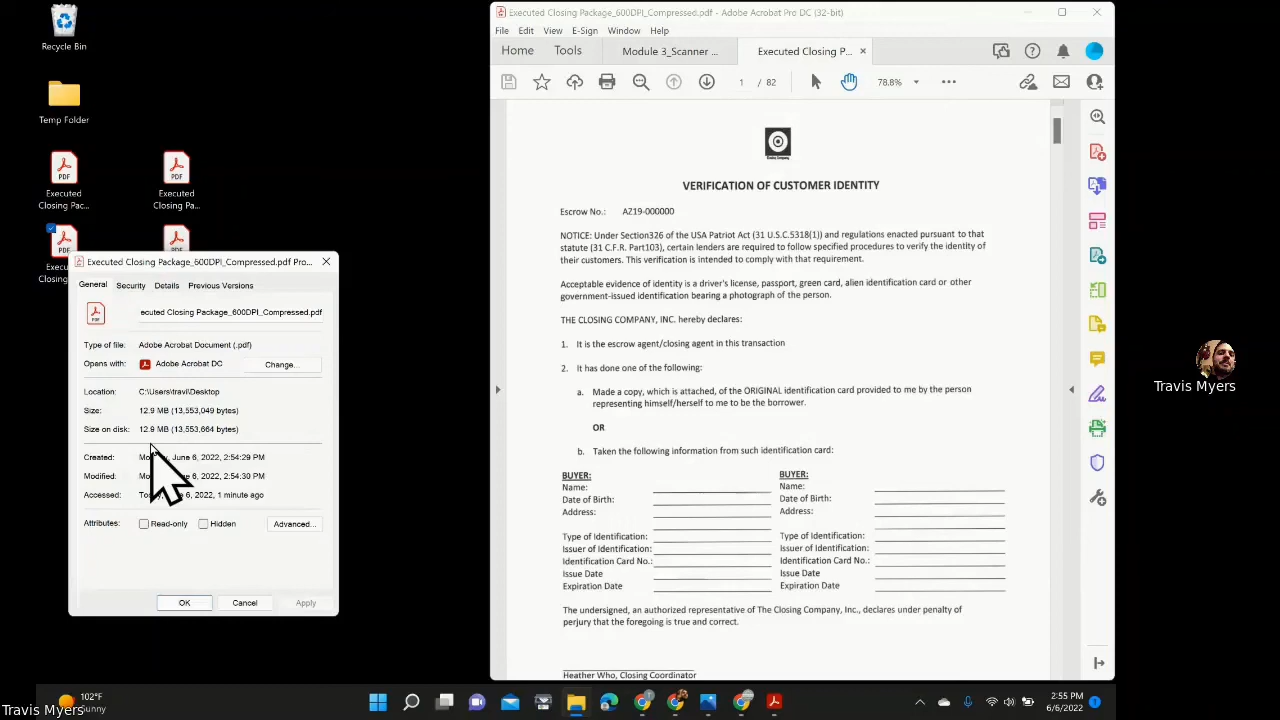 Recycle Bin
Temp Folder
Executed
Closing Pac...
Executed
Closing Pa...
Executed Closing Package_600DPI_Compressed.pdf Pro...
General
Security
Details
Previous Versions
ecuted Closing Package_600DPI_Compressed.pdf
Type of file:
Adobe Acrobat Document (.pdf)
Opens with:
Adobe Acrobat DC
Change...
Location:
C:\Users\travi\Desktop
Size:
12.9 MB (13,553,049 bytes)
Size on disk:
12.9 MB (13,553,664 bytes)
Created:
June 6, 2022, 2:54:29 PM
Modified:
June 6, 2022, 2:54:30 PM
Accessed:
6, 2022, 1 minute ago
Attributes:
Read-only
Hidden
Advanced...
OK
Cancel
Apply
Executed Closing Package_600DPI_Compressed.pdf - Adobe Acrobat Pro DC (32-bit)
File Edit View E-Sign Window Help
Home
Tools
Module 3_Scanner ...
Executed Closing P...
1 / 82
78.8%
Closing Company
VERIFICATION OF CUSTOMER IDENTITY
Escrow No.: AZ19-000000
NOTICE: Under Section326 of the USA Patriot Act (31 U.S.C.5318(1)) and regulations enacted pursuant to that
statute (31 C.F.R. Part103), certain lenders are required to follow specified procedures to verify the identity of
their customers. This verification is intended to comply with that requirement.
Acceptable evidence of identity is a driver's license, passport, green card, alien identification card or other
government-issued identification bearing a photograph of the person.
THE CLOSING COMPANY, INC. hereby declares:
1. It is the escrow agent/closing agent in this transaction
2. It has done one of the following:
a. Made a copy, which is attached, of the ORIGINAL identification card provided to me by the person
representing himself/herself to me to be the borrower.
OR
b. Taken the following information from such identification card:
BUYER:
Name:
Date of Birth:
Address:
Type of Identification:
Issuer of Identification:
Identification Card No.:
Issue Date
Expiration Date
BUYER:
Name:
Date of Birth:
Address:
Type of Identification:
Issuer of Identification:
Identification Card No.:
Issue Date
Expiration Date
The undersigned, an authorized representative of The Closing Company, Inc., declares under penalty of
perjury that the foregoing is true and correct.
Heather Who, Closing Coordinator
Travis Myers
102°F
Sunny
Travis Myers
2:55 PM
6/6/2022